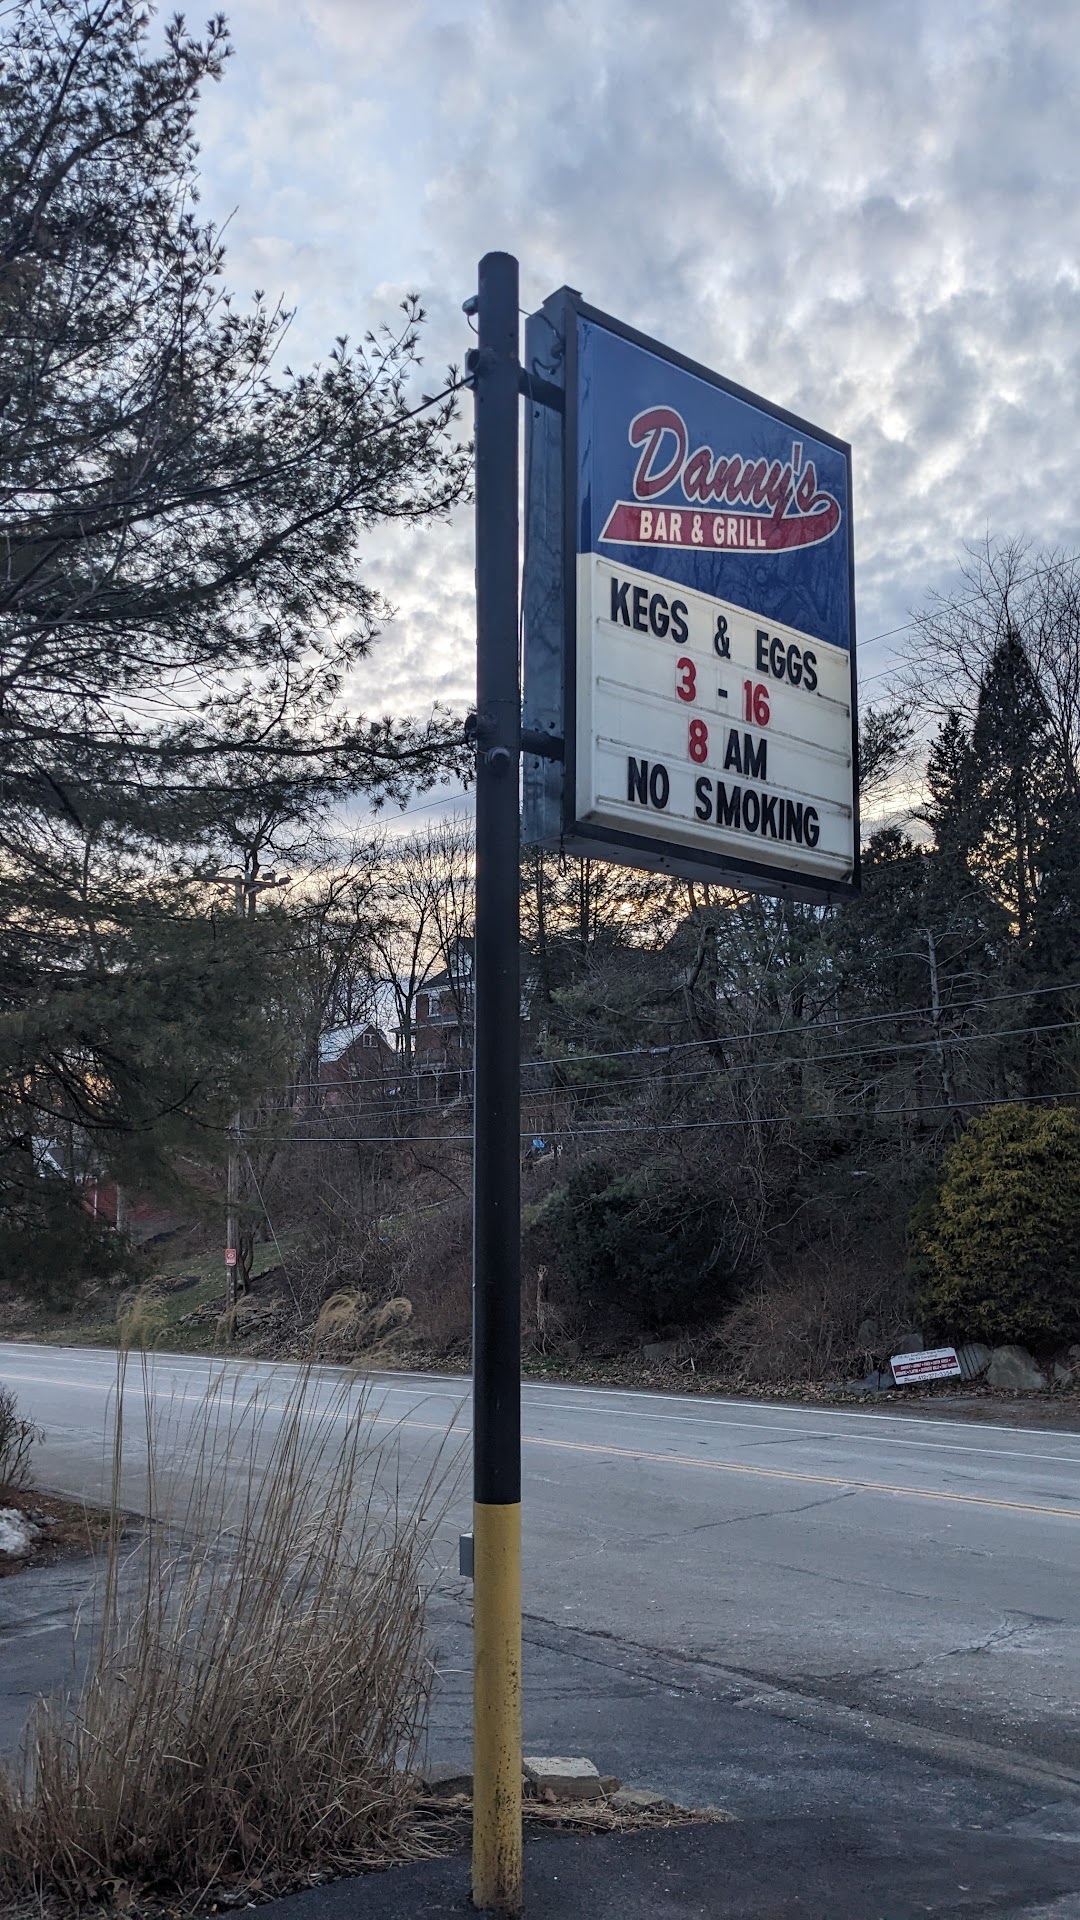 Danny's
BAR & GRILL
KEGS & EGGS
3 - 16
8 AM
NO SMOKING